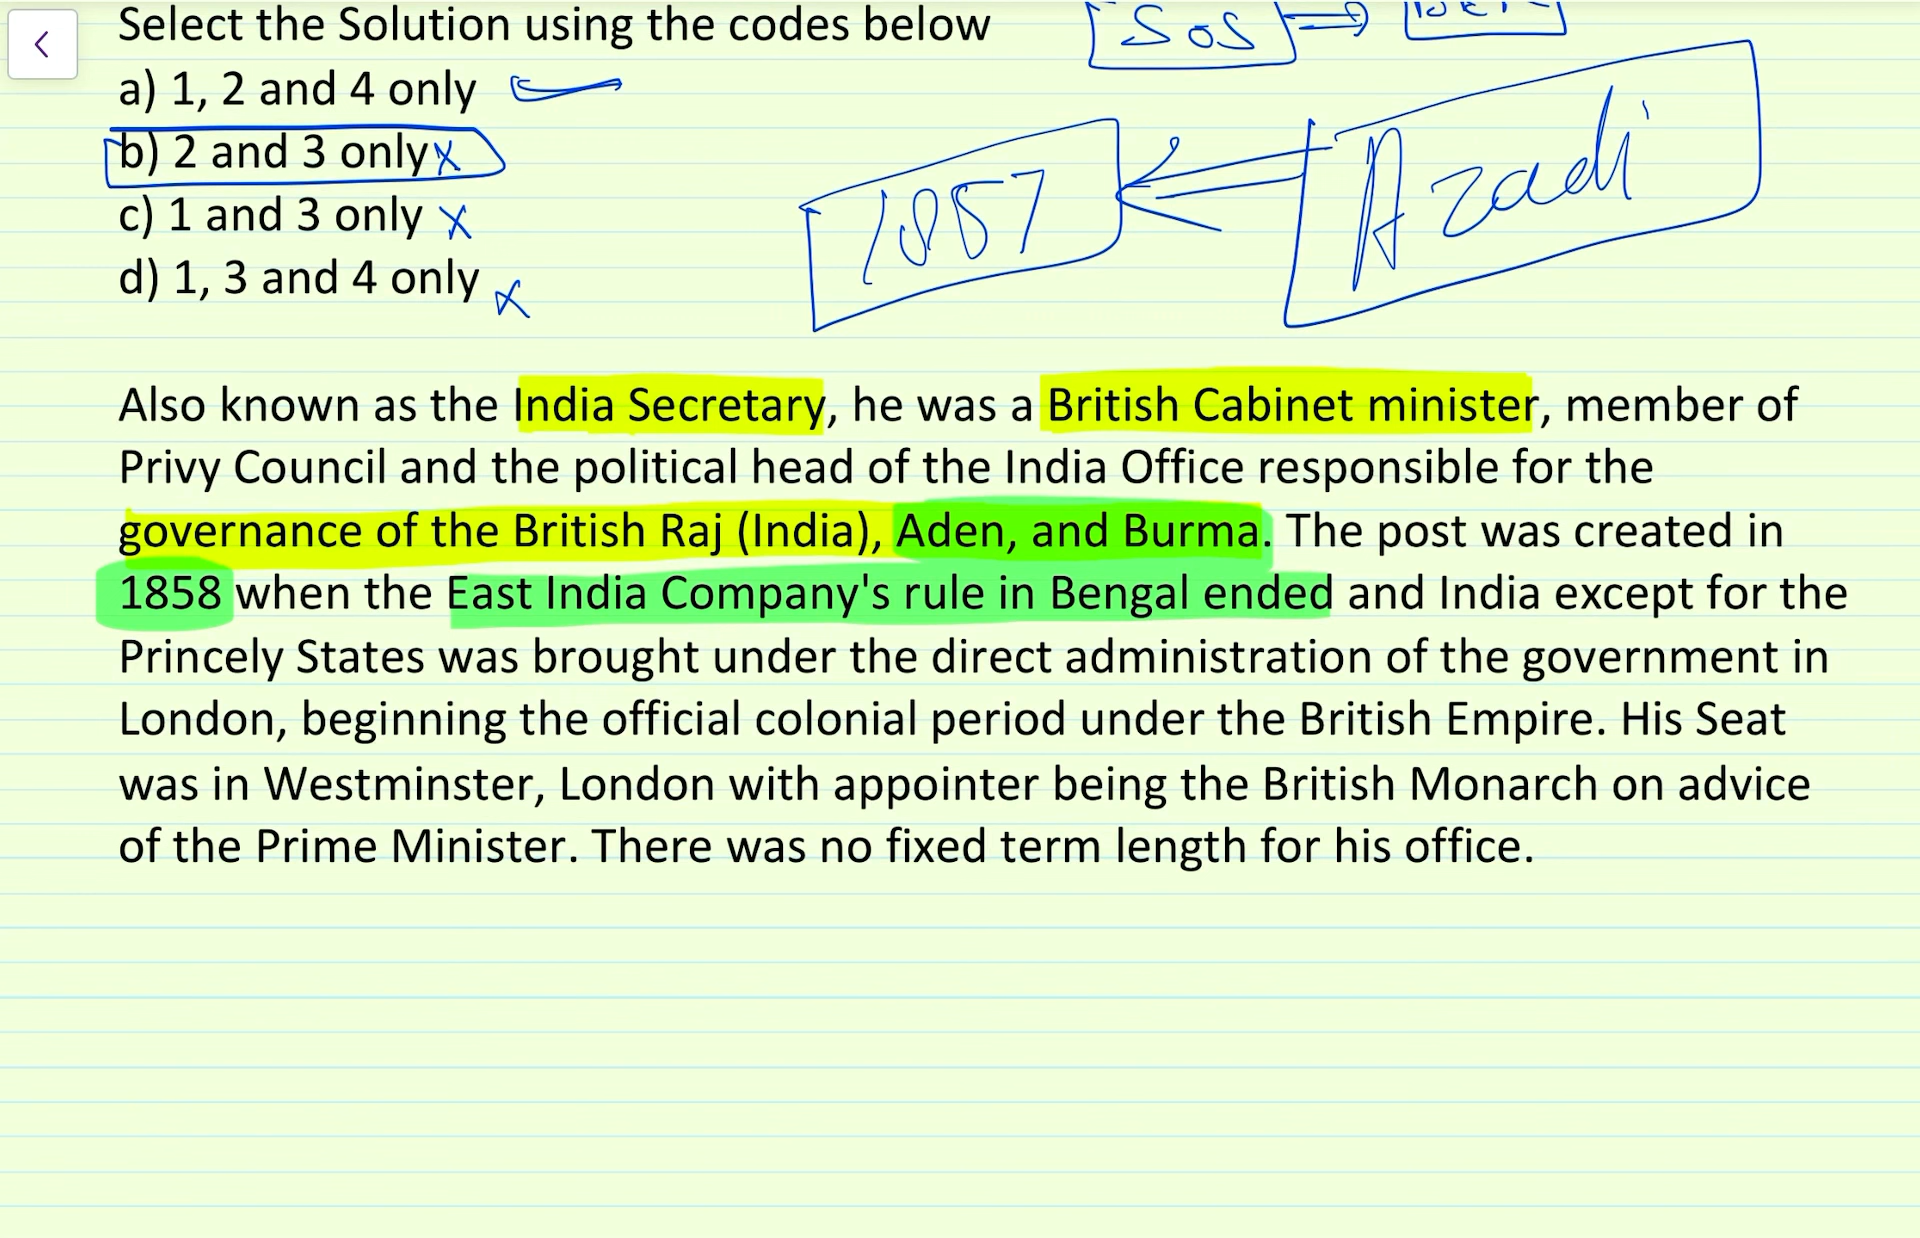 Select the Solution using the codes below
SOS
a) 1, 2 and 4 only
b) 2 and 3 only x
c) 1 and 3 only x
d) 1, 3 and 4 only x
1857
Azadi
Also known as the India Secretary, he was a British Cabinet minister, member of
Privy Council and the political head of the India Office responsible for the
governance of the British Raj (India), Aden, and Burma. The post was created in
1858 when the East India Company's rule in Bengal ended and India except for the
Princely States was brought under the direct administration of the government in
London, beginning the official colonial period under the British Empire. His Seat
was in Westminster, London with appointer being the British Monarch on advice
of the Prime Minister. There was no fixed term length for his office.